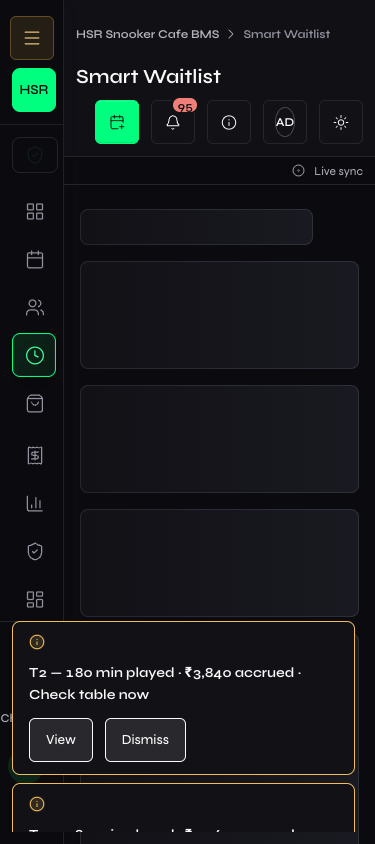 HSR Snooker Cafe BMS > Smart Waitlist
HSR
Smart Waitlist
95
AD
Live sync
T2 — 180 min played · ₹3,840 accrued ·
Check table now
View
Dismiss